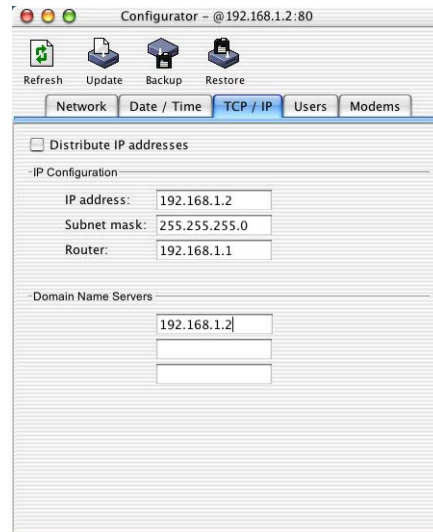 Configurator – @192.168.1.2:80
Refresh Update Backup Restore
Network Date / Time TCP / IP Users Modems
Distribute IP addresses
IP Configuration
IP address: 192.168.1.2
Subnet mask: 255.255.255.0
Router: 192.168.1.1
Domain Name Servers
192.168.1.2